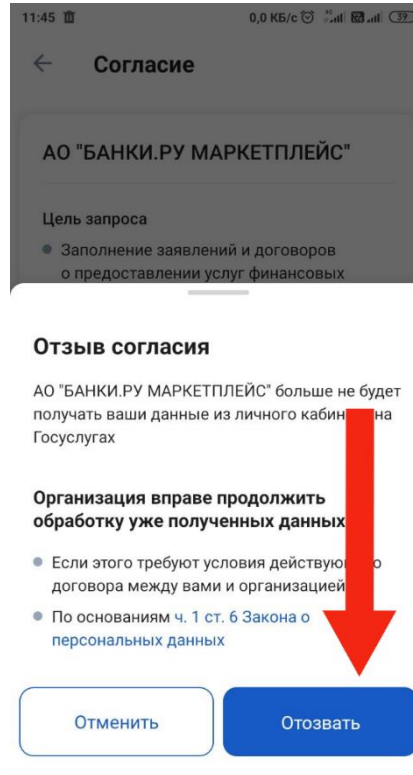 11:45 0,0 КБ/с 39
Согласие
АО "БАНКИ.РУ МАРКЕТПЛЕЙС"
Цель запроса
Заполнение заявлений и договоров
о предоставлении услуг финансовых
Отзыв согласия
АО "БАНКИ.РУ МАРКЕТПЛЕЙС" больше не будет
получать ваши данные из личного на
Госуслугах
Организация вправе продолжить
обработку уже полученных данных
Если этого требуют условия
договора между вами и организацией
По основаниям ч. 1 ст. 6 Закона о
персональных данных
Отменить Отозвать